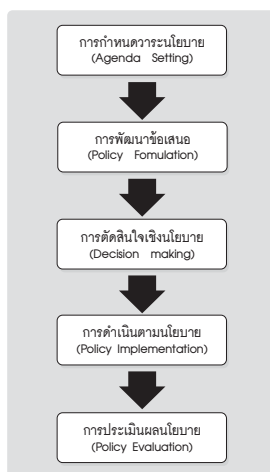 การกำหนดวาระนโยบาย
(Agenda Setting)
การพัฒนาข้อเสนอ
(Policy Fomulation)
การตัดสินใจเชิงนโยบาย
(Decision making)
การดำเนินตามนโยบาย
(Policy Implementation)
การประเมินผลนโยบาย
(Policy Evaluation)